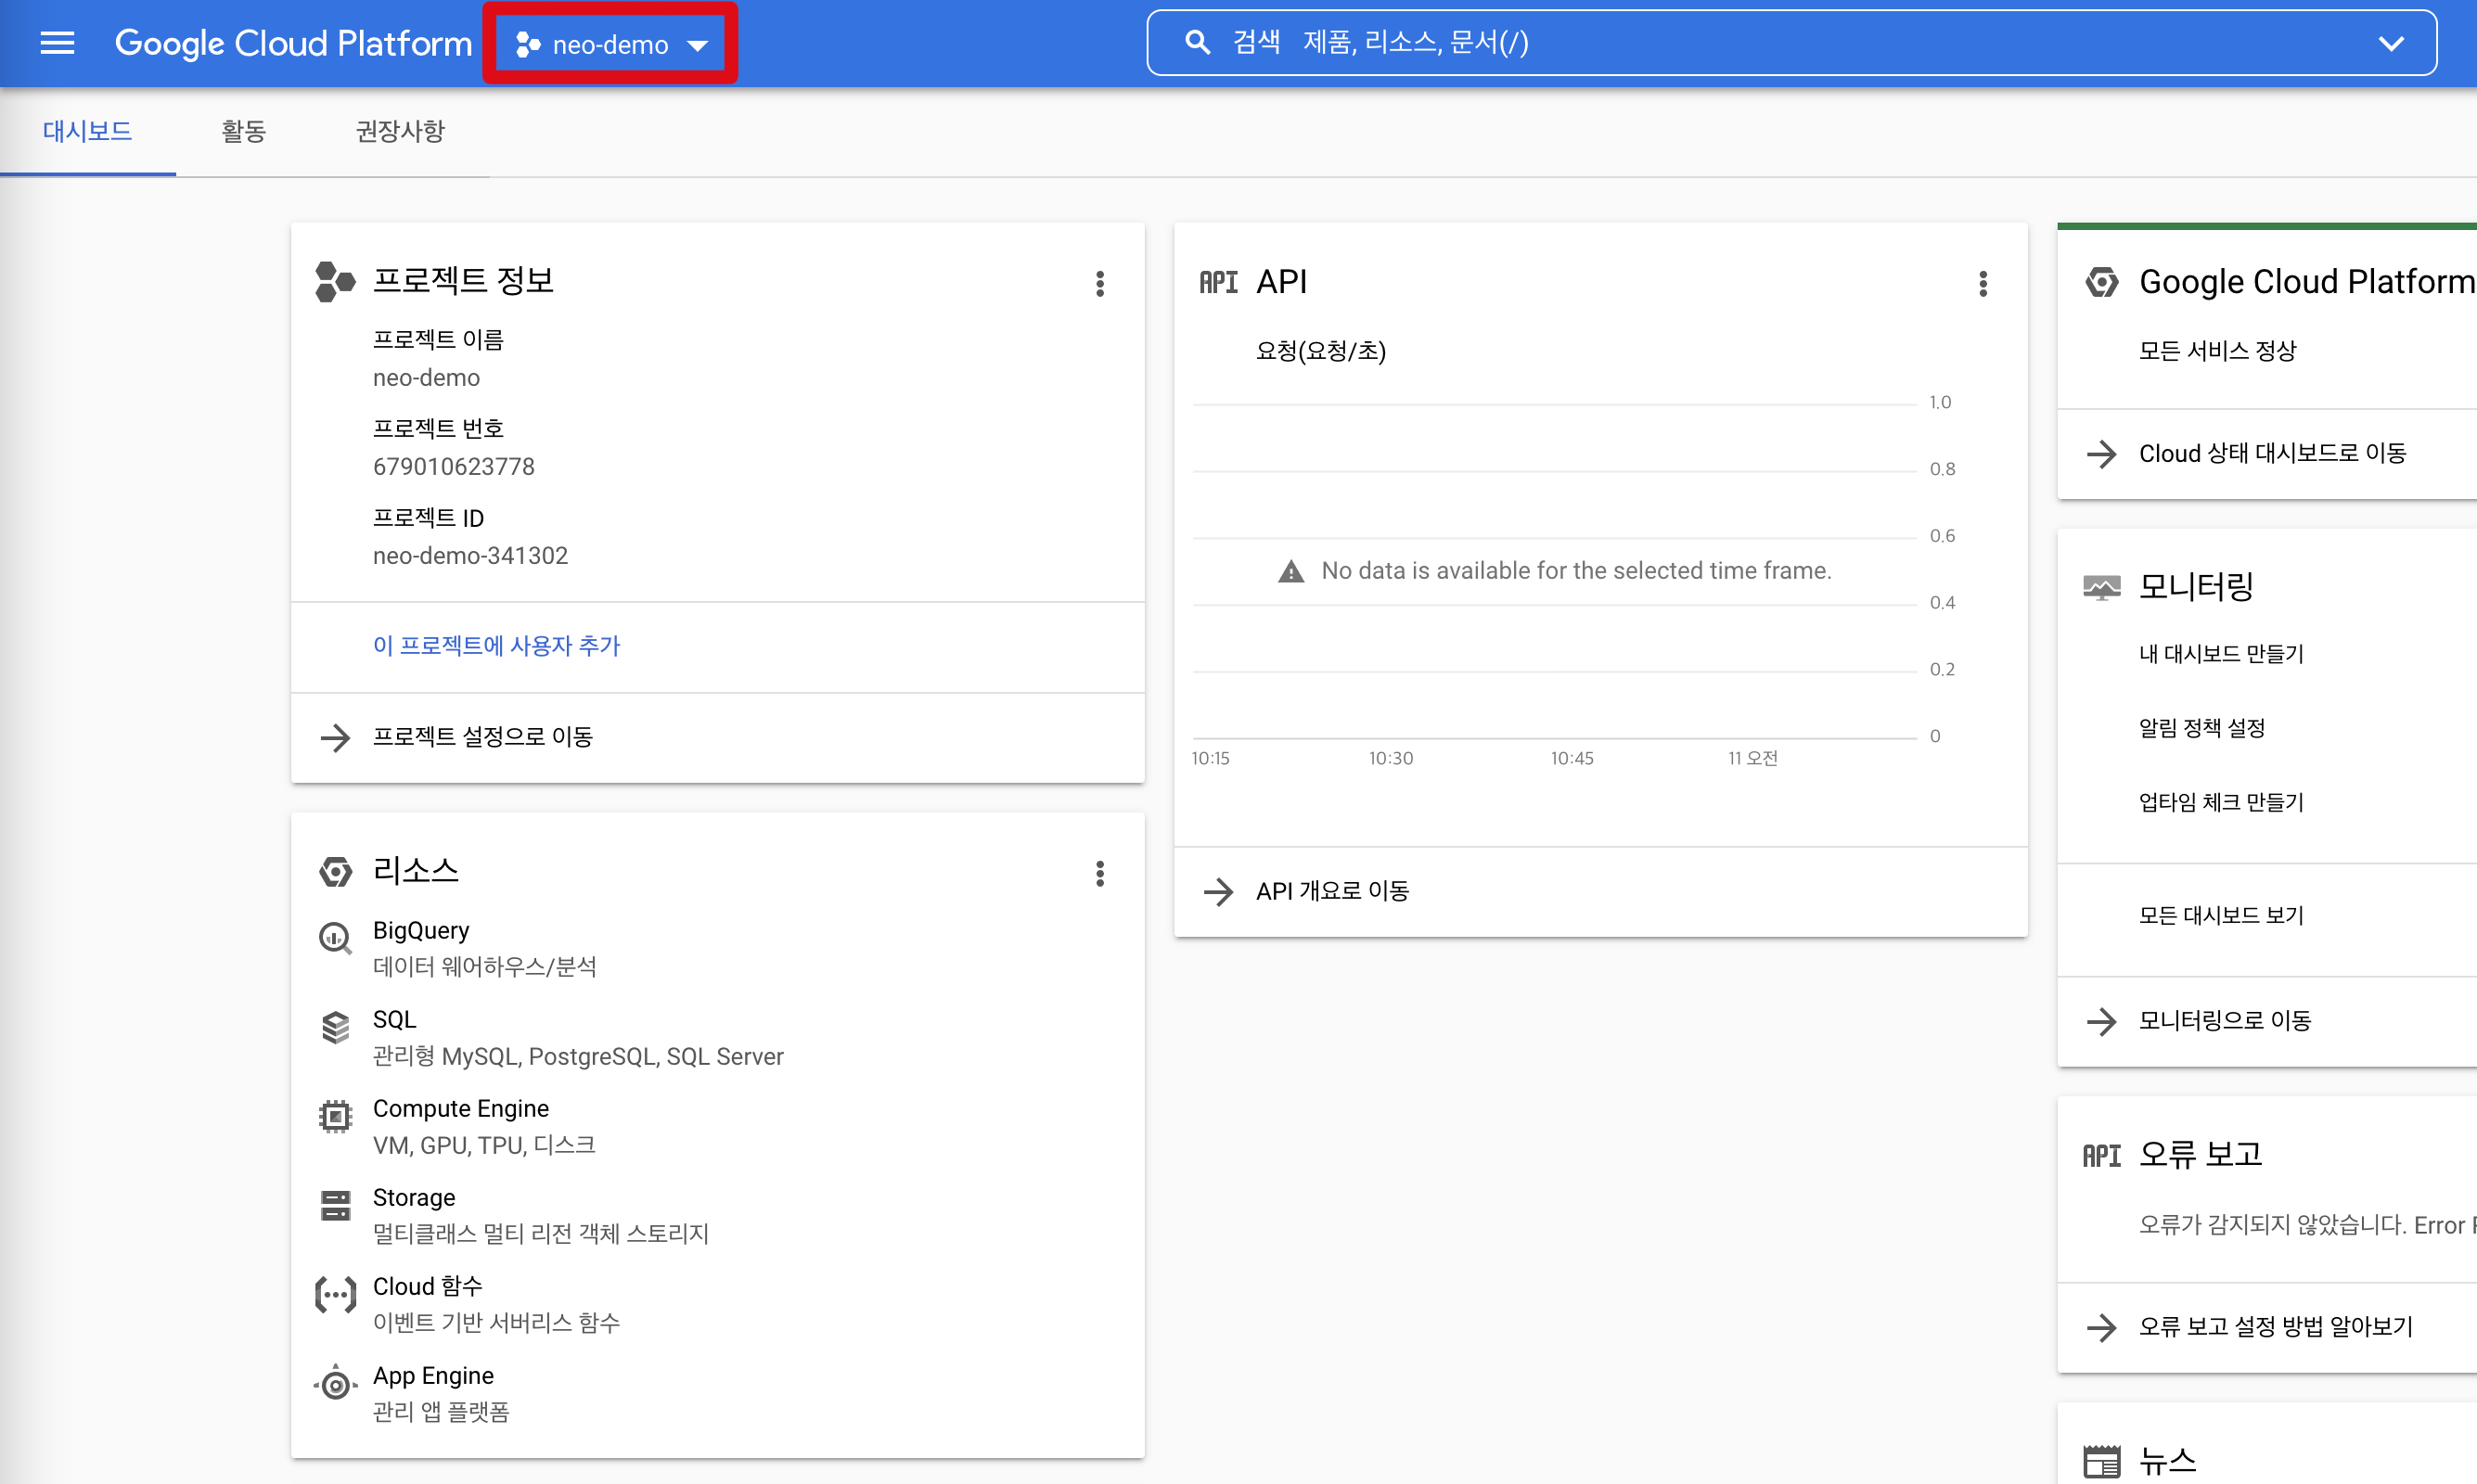 Google Cloud Platform
neo-demo
검색 제품, 리소스, 문서(/)
대시보드
활동
권장사항
프로젝트 정보
프로젝트 이름
neo-demo
프로젝트 번호
679010623778
프로젝트 ID
neo-demo-341302
이 프로젝트에 사용자 추가
프로젝트 설정으로 이동
리소스
BigQuery
데이터 웨어하우스/분석
SQL
관리형 MySQL, PostgreSQL, SQL Server
Compute Engine
VM, GPU, TPU, 디스크
Storage
멀티클래스 멀티 리전 객체 스토리지
Cloud 함수
이벤트 기반 서버리스 함수
App Engine
관리 앱 플랫폼
API API
요청(요청/초)
1.0
0.8
0.6
No data is available for the selected time frame.
0.4
0.2
0
10:15 10:30 10:45 11 오전
API 개요로 이동
Google Cloud Platform
모든 서비스 정상
Cloud 상태 대시보드로 이동
모니터링
내 대시보드 만들기
알림 정책 설정
업타임 체크 만들기
모든 대시보드 보기
모니터링으로 이동
API 오류 보고
오류가 감지되지 않았습니다. Error
오류 보고 설정 방법 알아보기
뉴스